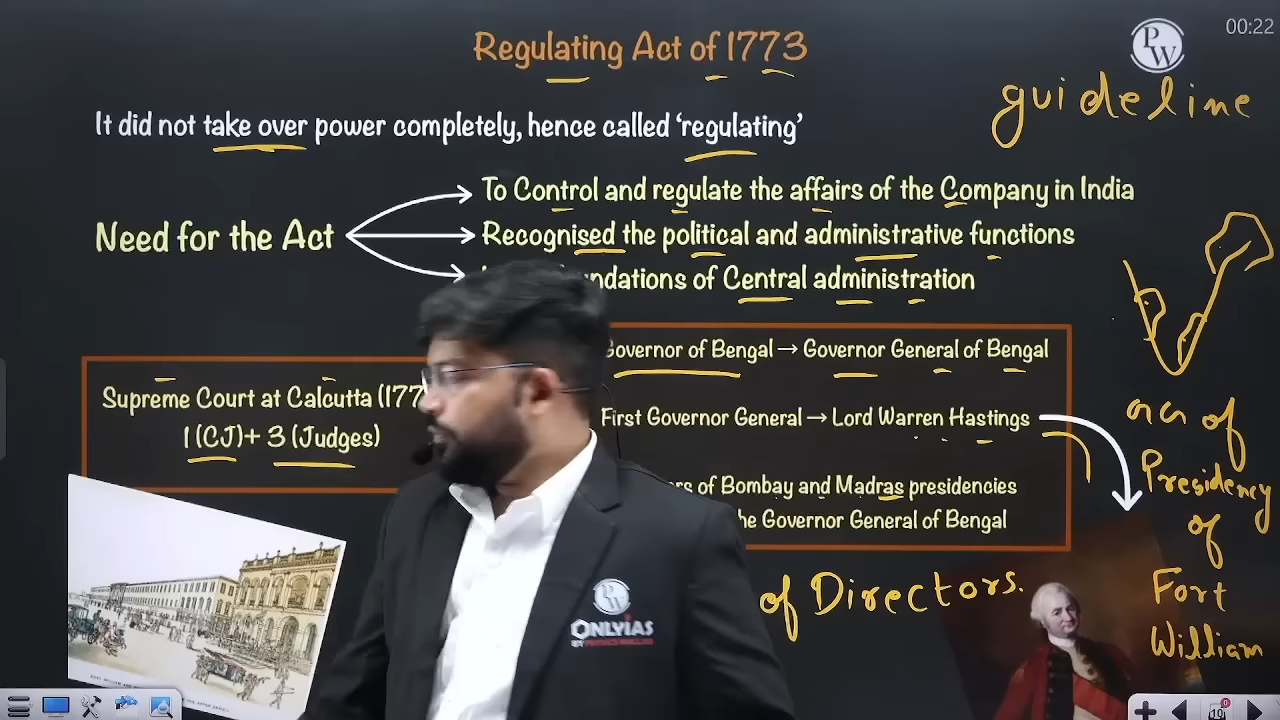 Regulating Act of 1773
PW
00:22
guideline
It did not take over power completely, hence called ‘regulating’
To Control and regulate the affairs of the Company in India
Need for the Act
Recognised the political and administrative functions
of Central administration
Governor of Bengal → Governor General of Bengal
Supreme Court at Calcutta
1 (CJ)+ 3 (Judges)
First Governor General → Lord Warren Hastings
of Bombay and Madras presidencies
Governor General of Bengal
of
Presidency
of
Fort
William
of Directors.
PW
ONLYIAS